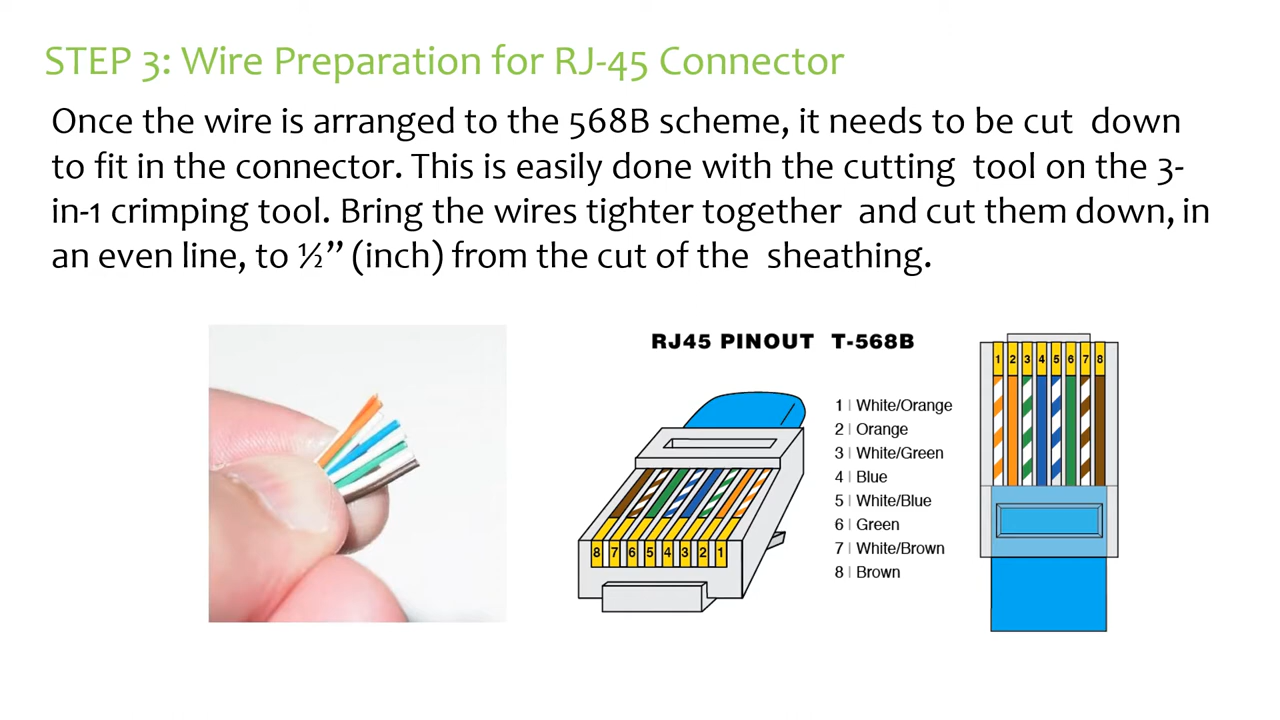 STEP 3: Wire Preparation for RJ-45 Connector
Once the wire is arranged to the 568B scheme, it needs to be cut down
to fit in the connector. This is easily done with the cutting tool on the 3-
in-1 crimping tool. Bring the wires tighter together and cut them down, in
an even line, to ½” (inch) from the cut of the sheathing.
RJ45 PINOUT T-568B
8 7 6 5 4 3 2 1
1 | White/Orange
2 | Orange
3 | White/Green
4 | Blue
5 | White/Blue
6 | Green
7 | White/Brown
8 | Brown
1 2 3 4 5 6 7 8